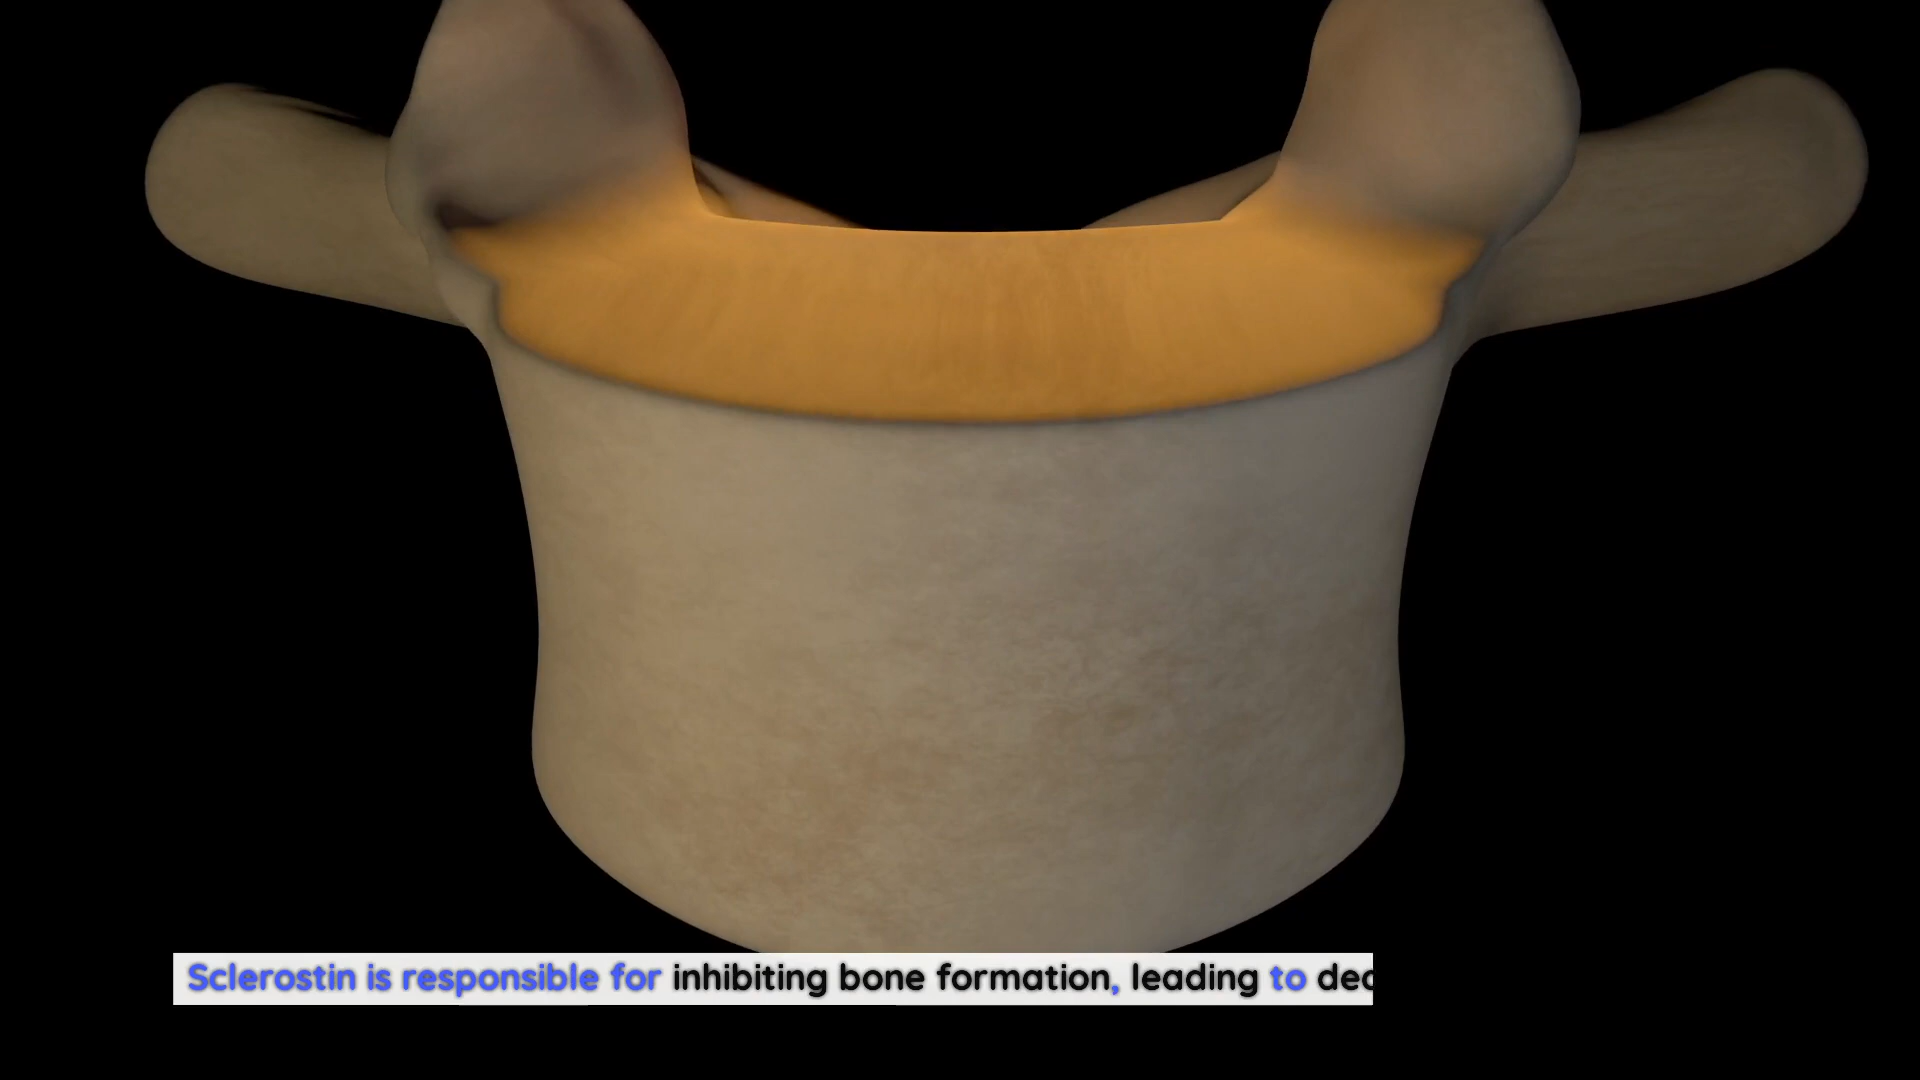 Sclerostin is responsible for inhibiting bone formation, leading to